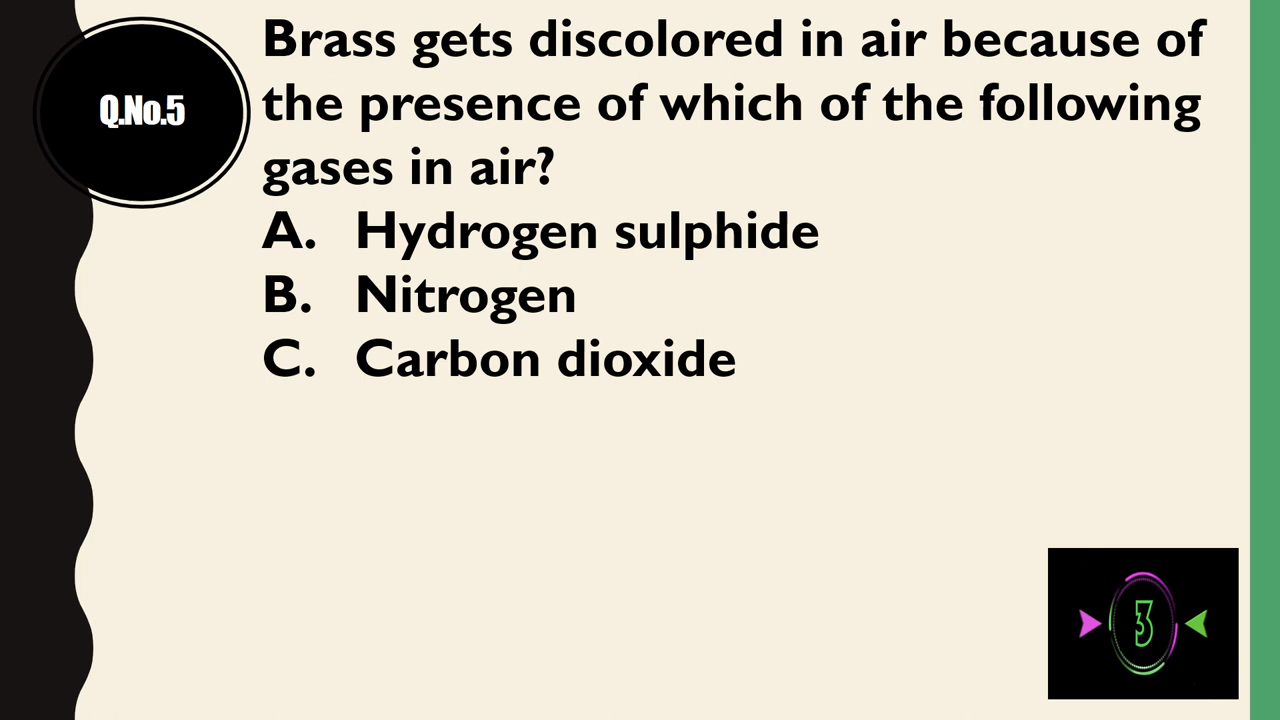 Q.No.5
Brass gets discolored in air because of
the presence of which of the following
gases in air?
A. Hydrogen sulphide
B. Nitrogen
C. Carbon dioxide
3